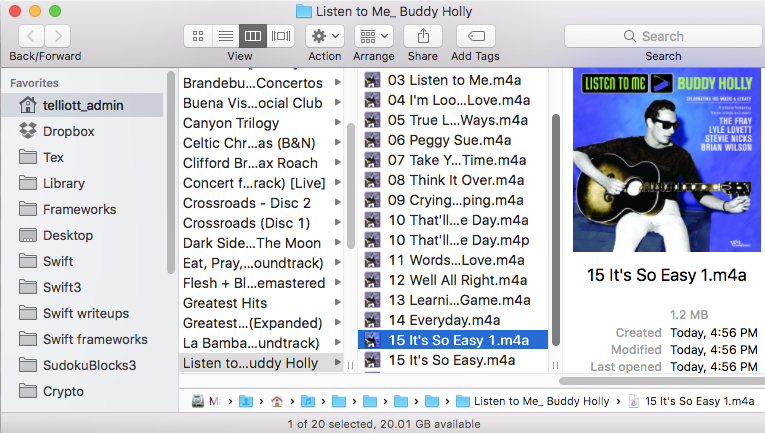 Listen to Me_ Buddy Holly
Back/Forward
View
Action
Arrange
Share
Add Tags
Search
Search
Favorites
telliott_admin
Dropbox
Tex
Library
Frameworks
Desktop
Swift
Swift3
Swift writeups
Swift frameworks
SudokuBlocks3
Crypto
Brandebu...Concertos
Buena Vis...ocial Club
Canyon Trilogy
Celtic Chr...as (B&N)
Clifford Br...ax Roach
Concert f...rack) [Live]
Crossroads - Disc 2
Crossroads (Disc 1)
Dark Side...The Moon
Eat, Pray,...oundtrack)
Flesh + Bl...emastered
Greatest Hits
Greatest...(Expanded)
La Bamba...undtrack)
Listen to...uddy Holly
03 Listen to Me.m4a
04 I'm Loo...Love.m4a
05 True L...Ways.m4a
06 Peggy Sue.m4a
07 Take Y...Time.m4a
08 Think It Over.m4a
09 Crying...ping.m4a
10 That'll...e Day.m4a
10 That'll...e Day.m4p
11 Words...Love.m4a
12 Well All Right.m4a
13 Learni...Game.m4a
14 Everyday.m4a
15 It's So Easy 1.m4a
15 It's So Easy.m4a
LISTEN TO ME BUDDY HOLLY
CELEBRATING HIS MUSIC & LEGACY
THE FRAY
LYLE LOVETT
STEVIE NICKS
BRIAN WILSON
15 It's So Easy 1.m4a
1.2 MB
Created Today, 4:56 PM
Modified Today, 4:56 PM
Last opened Today, 4:56 PM
Listen to Me_ Buddy Holly
15 It's So Easy 1.m4a
1 of 20 selected, 20.01 GB available